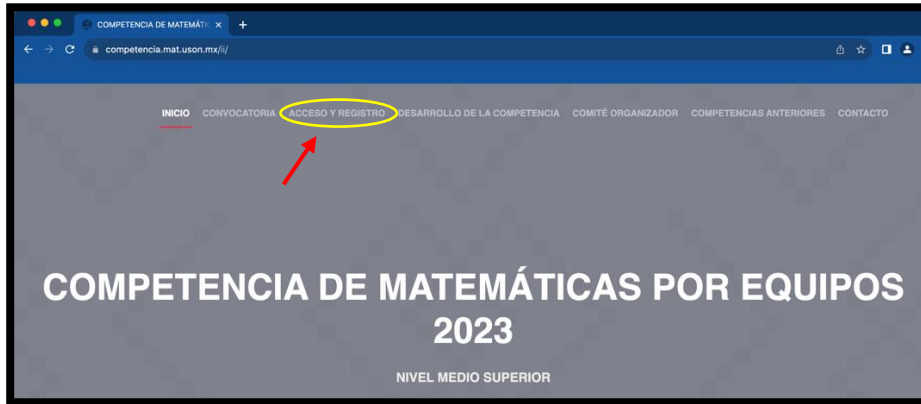 COMPETENCIA DE MATEMÁTI
competencia.mat.uson.mx/ii/
INICIO CONVOCATORIA ACCESO Y REGISTRO DESARROLLO DE LA COMPETENCIA COMITÉ ORGANIZADOR COMPETENCIAS ANTERIORES CONTACTO
COMPETENCIA DE MATEMÁTICAS POR EQUIPOS
2023
NIVEL MEDIO SUPERIOR